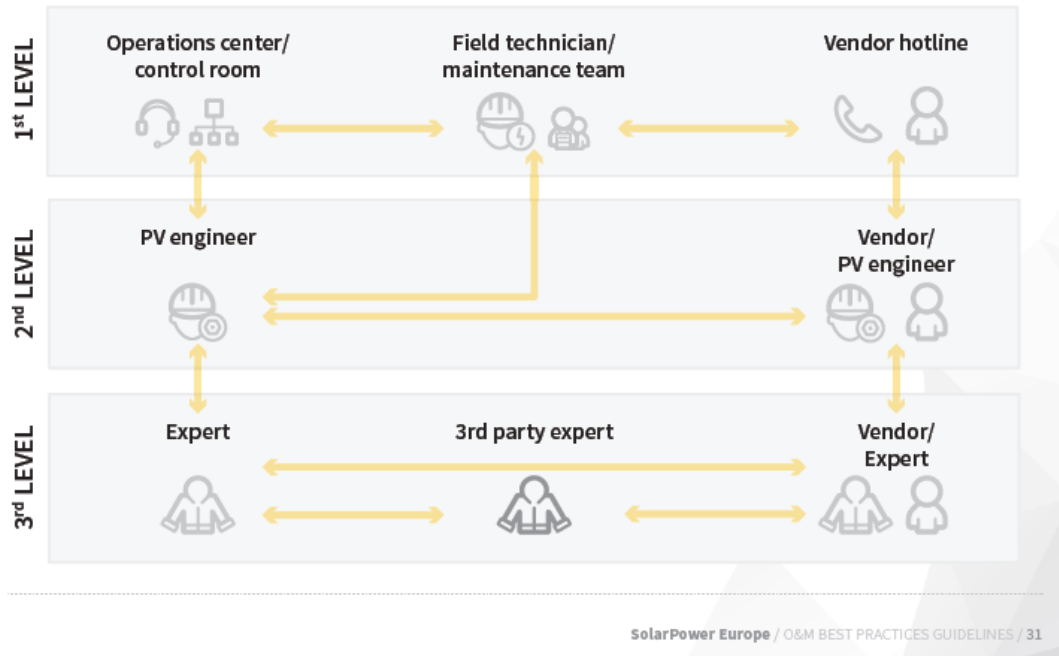 1st LEVEL
Operations center/
control room
Field technician/
maintenance team
Vendor hotline
2nd LEVEL
PV engineer
Vendor/
PV engineer
3rd LEVEL
Expert
3rd party expert
Vendor/
Expert
SolarPower Europe / O&M BEST PRACTICES GUIDELINES / 31